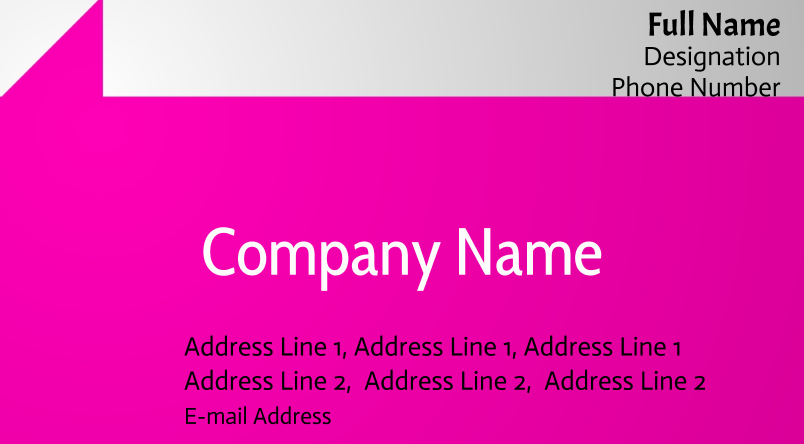 Full Name
Designation
Phone Number
Company Name
Address Line 1, Address Line 1, Address Line 1
Address Line 2,  Address Line 2,  Address Line 2
E-mail Address